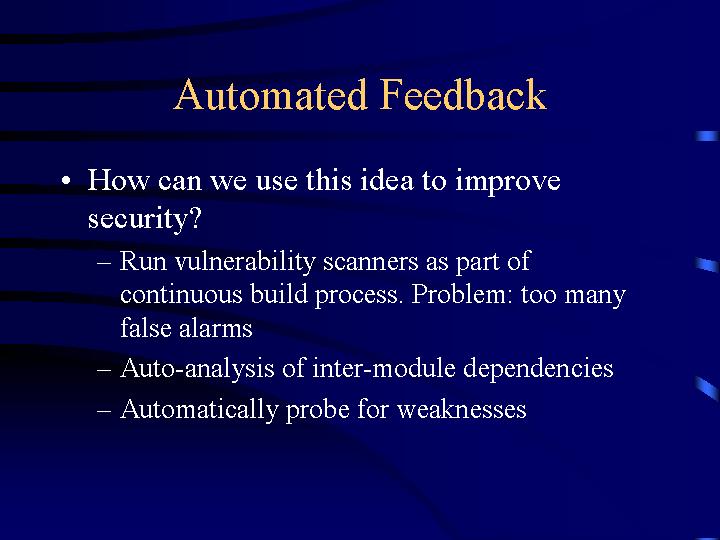 Automated Feedback
• How can we use this idea to improve
security?
– Run vulnerability scanners as part of
continuous build process. Problem: too many
false alarms
– Auto-analysis of inter-module dependencies
– Automatically probe for weaknesses